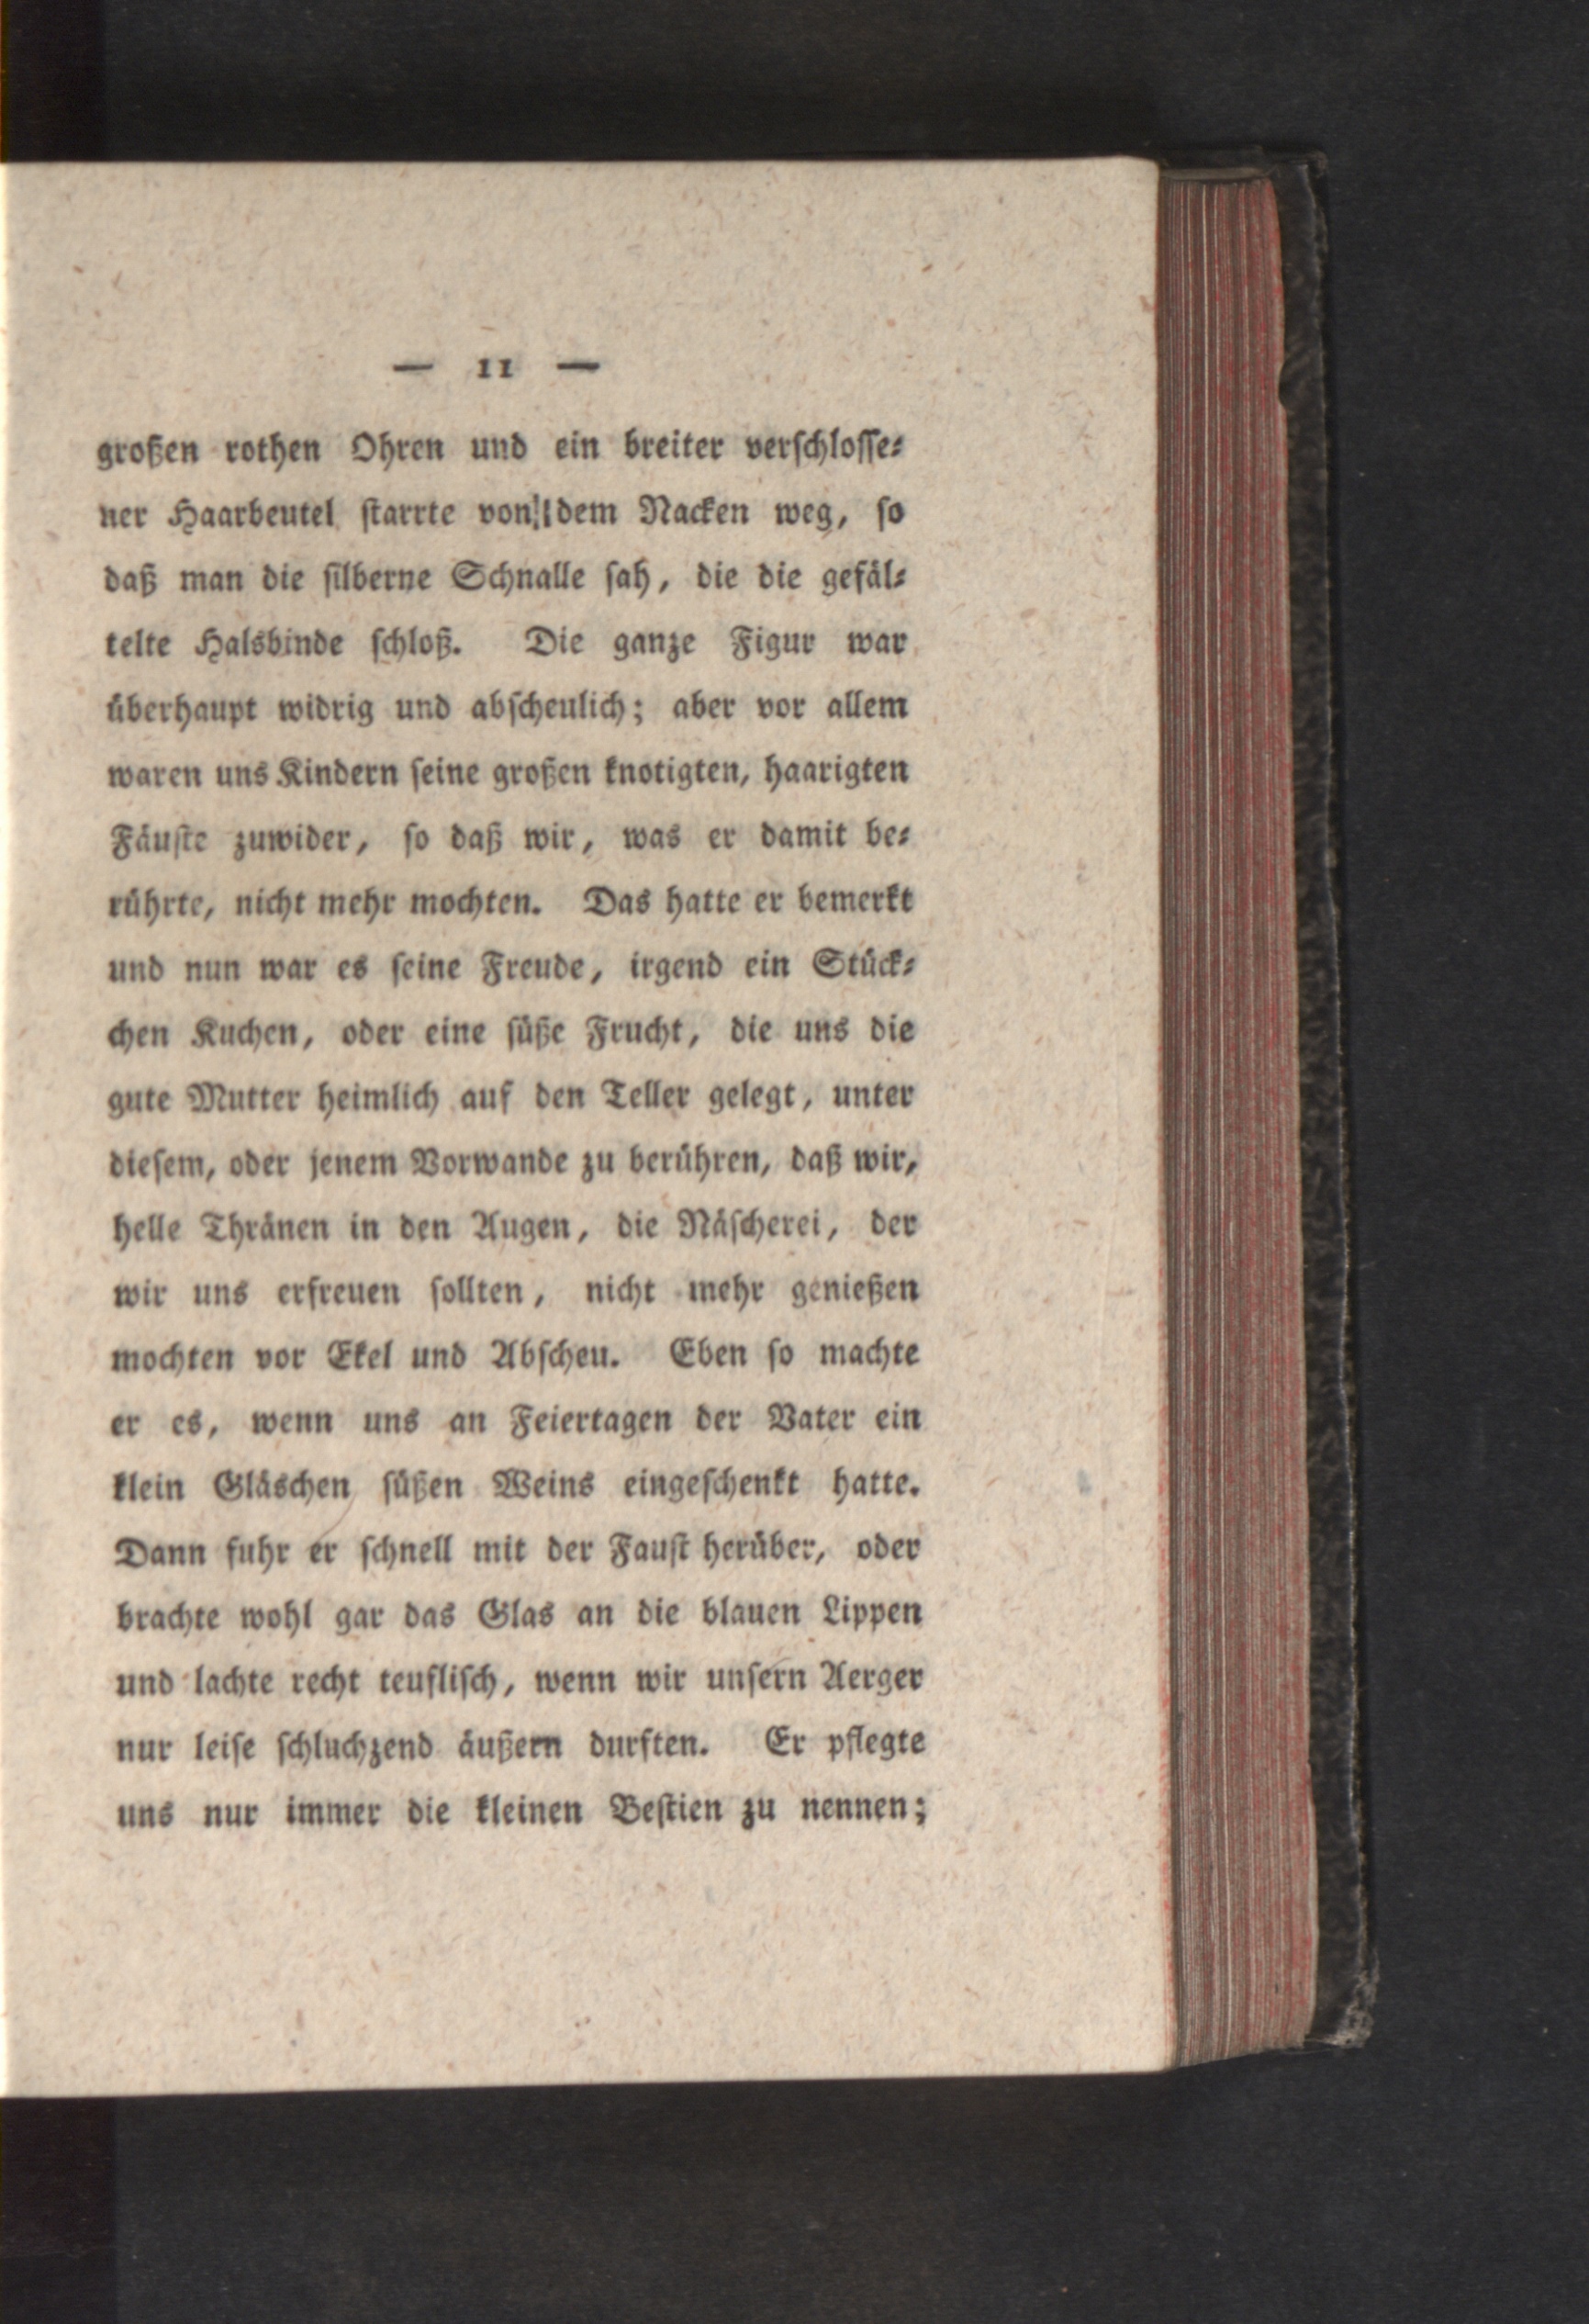 — 11 —
großen rothen Ohren und ein breiter verschlosse-
ner Haarbeutel starrte von dem Nacken weg, so
daß man die silberne Schnalle sah, die die gefäl-
telte Halsbinde schloß. Die ganze Figur war
überhaupt widrig und abscheulich; aber vor allem
waren uns Kindern seine großen knotigten, haarigten
Fäuste zuwider, so daß wir, was er damit be-
rührte, nicht mehr mochten. Das hatte er bemerkt
und nun war es seine Freude, irgend ein Stück-
chen Kuchen, oder eine süße Frucht, die uns die
gute Mutter heimlich auf den Teller gelegt, unter
diesem, oder jenem Vorwande zu berühren, daß wir,
helle Thränen in den Augen, die Näscherei, der
wir uns erfreuen sollten, nicht mehr genießen
mochten vor Ekel und Abscheu. Eben so machte
er es, wenn uns an Feiertagen der Vater ein
klein Gläschen süßen Weins eingeschenkt hatte.
Dann fuhr er schnell mit der Faust herüber, oder
brachte wohl gar das Glas an die blauen Lippen
und lachte recht teuflisch, wenn wir unsern Aerger
nur leise schluchzend äußern durften. Er pflegte
uns nur immer die kleinen Bestien zu nennen;